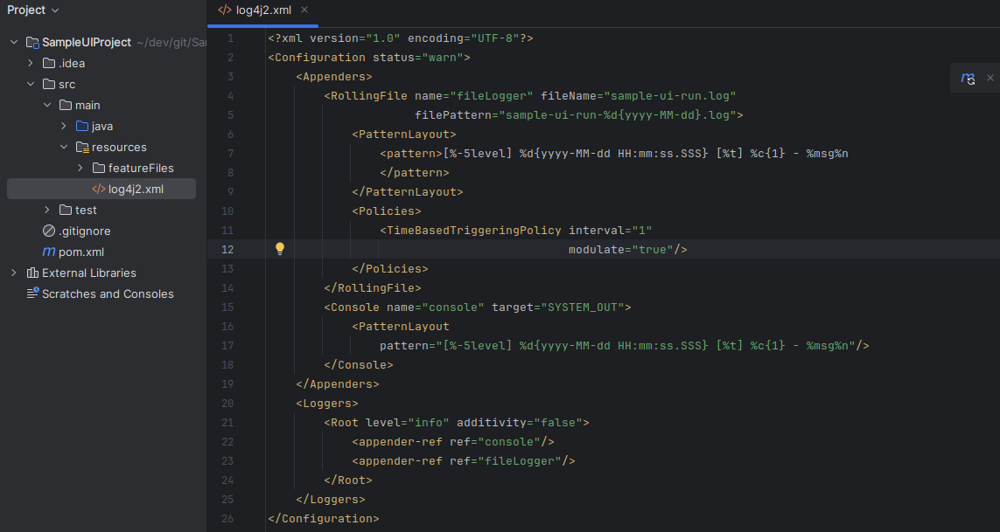 Project
SampleUIProject ~/dev/git/Sa
.idea
src
main
java
resources
featureFiles
</> log4j2.xml
test
.gitignore
m pom.xml
External Libraries
Scratches and Consoles
</> log4j2.xml
1 <?xml version="1.0" encoding="UTF-8"?>
2 <Configuration status="warn">
3 <Appenders>
4 <RollingFile name="fileLogger" fileName="sample-ui-run.log"
5 filePattern="sample-ui-run-%d{yyyy-MM-dd}.log">
6 <PatternLayout>
7 <pattern>[%-5level] %d{yyyy-MM-dd HH:mm:ss.SSS} [%t] %c{1} - %msg%n
8 </pattern>
9 </PatternLayout>
10 <Policies>
11 <TimeBasedTriggeringPolicy interval="1"
12 modulate="true"/>
13 </Policies>
14 </RollingFile>
15 <Console name="console" target="SYSTEM_OUT">
16 <PatternLayout
17 pattern="[%-5level] %d{yyyy-MM-dd HH:mm:ss.SSS} [%t] %c{1} - %msg%n"/>
18 </Console>
19 </Appenders>
20 <Loggers>
21 <Root level="info" additivity="false">
22 <appender-ref ref="console"/>
23 <appender-ref ref="fileLogger"/>
24 </Root>
25 </Loggers>
26 </Configuration>
m